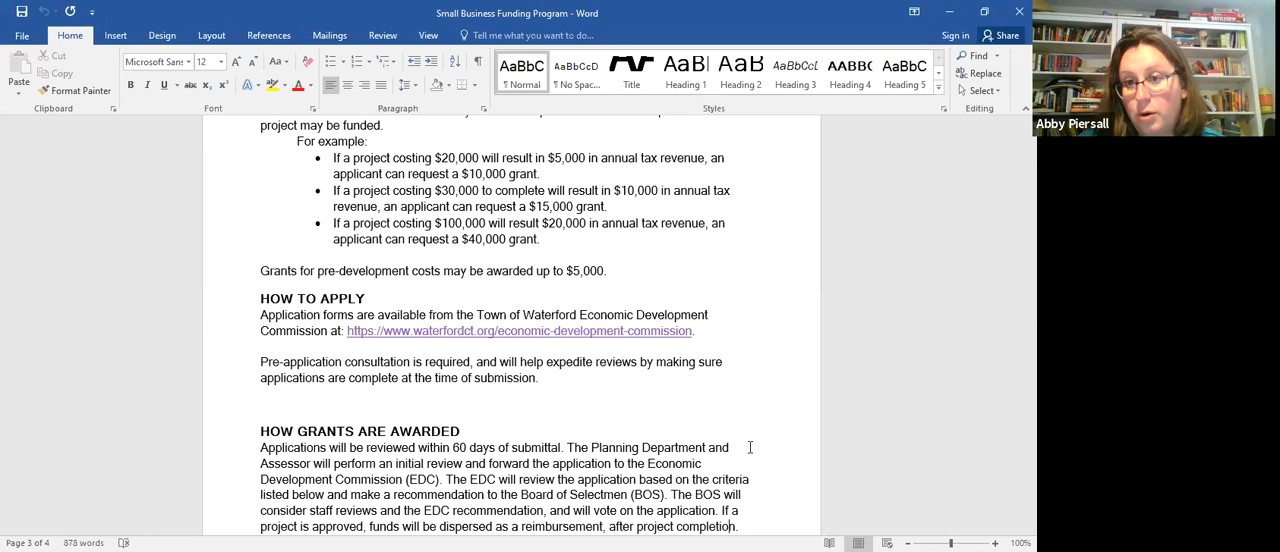 Small Business Funding Program - Word
File Home Insert Design Layout References Mailings Review View Tell me what you want to do... Sign in Share
Cut
Copy
Format Painter
Paste
Microsoft Sans 12
Aa
B I U abc X₂ X² A A
AaBbC AaBbCcD AaB AaBb AaBbCcL AABBC AaBbC
¶ Normal ¶ No Spac... Title Heading 1 Heading 2 Heading 3 Heading 4 Heading 5
Find
Replace
Select
Clipboard Font Paragraph Styles Editing
Abby Piersall
project may be funded.
For example:
• If a project costing $20,000 will result in $5,000 in annual tax revenue, an
applicant can request a $10,000 grant.
• If a project costing $30,000 to complete will result in $10,000 in annual tax
revenue, an applicant can request a $15,000 grant.
• If a project costing $100,000 will result $20,000 in annual tax revenue, an
applicant can request a $40,000 grant.
Grants for pre-development costs may be awarded up to $5,000.
HOW TO APPLY
Application forms are available from the Town of Waterford Economic Development
Commission at: https://www.waterfordct.org/economic-development-commission.
Pre-application consultation is required, and will help expedite reviews by making sure
applications are complete at the time of submission.
HOW GRANTS ARE AWARDED
Applications will be reviewed within 60 days of submittal. The Planning Department and
Assessor will perform an initial review and forward the application to the Economic
Development Commission (EDC). The EDC will review the application based on the criteria
listed below and make a recommendation to the Board of Selectmen (BOS). The BOS will
consider staff reviews and the EDC recommendation, and will vote on the application. If a
project is approved, funds will be dispersed as a reimbursement, after project completion.
Page 3 of 4 878 words 100%